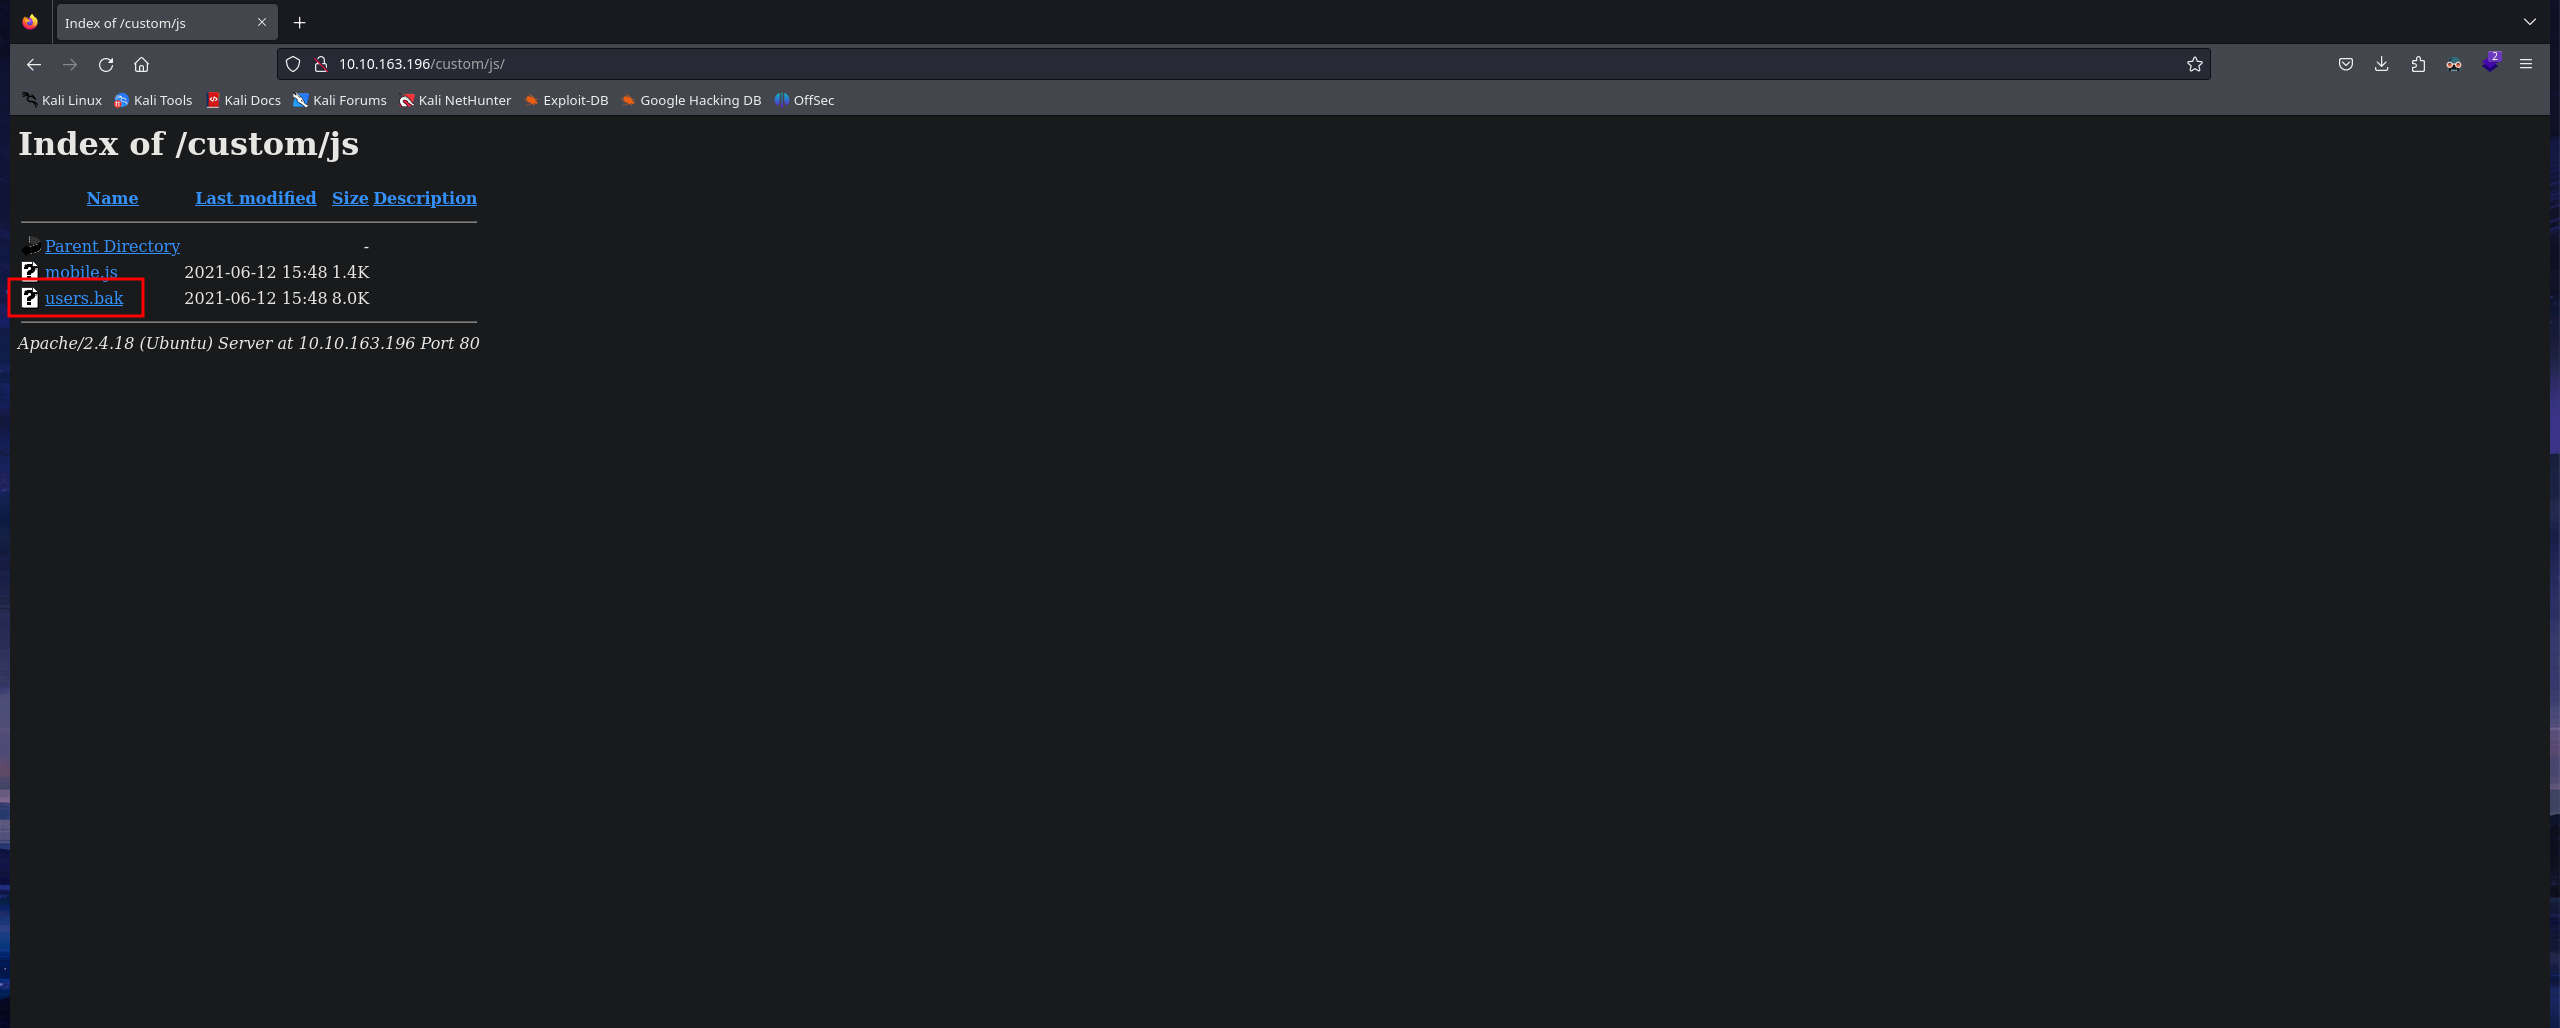 Index of /custom/js
10.10.163.196/custom/js/
2
Kali Linux Kali Tools Kali Docs Kali Forums Kali NetHunter Exploit-DB Google Hacking DB OffSec
Index of /custom/js
Name Last modified Size Description
Parent Directory -
mobile.js 2021-06-12 15:48 1.4K
users.bak 2021-06-12 15:48 8.0K
Apache/2.4.18 (Ubuntu) Server at 10.10.163.196 Port 80